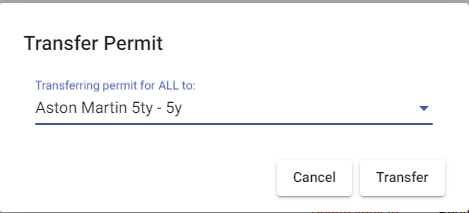 Transfer Permit
Transferring permit for ALL to:
Aston Martin 5ty - 5y
Cancel
Transfer